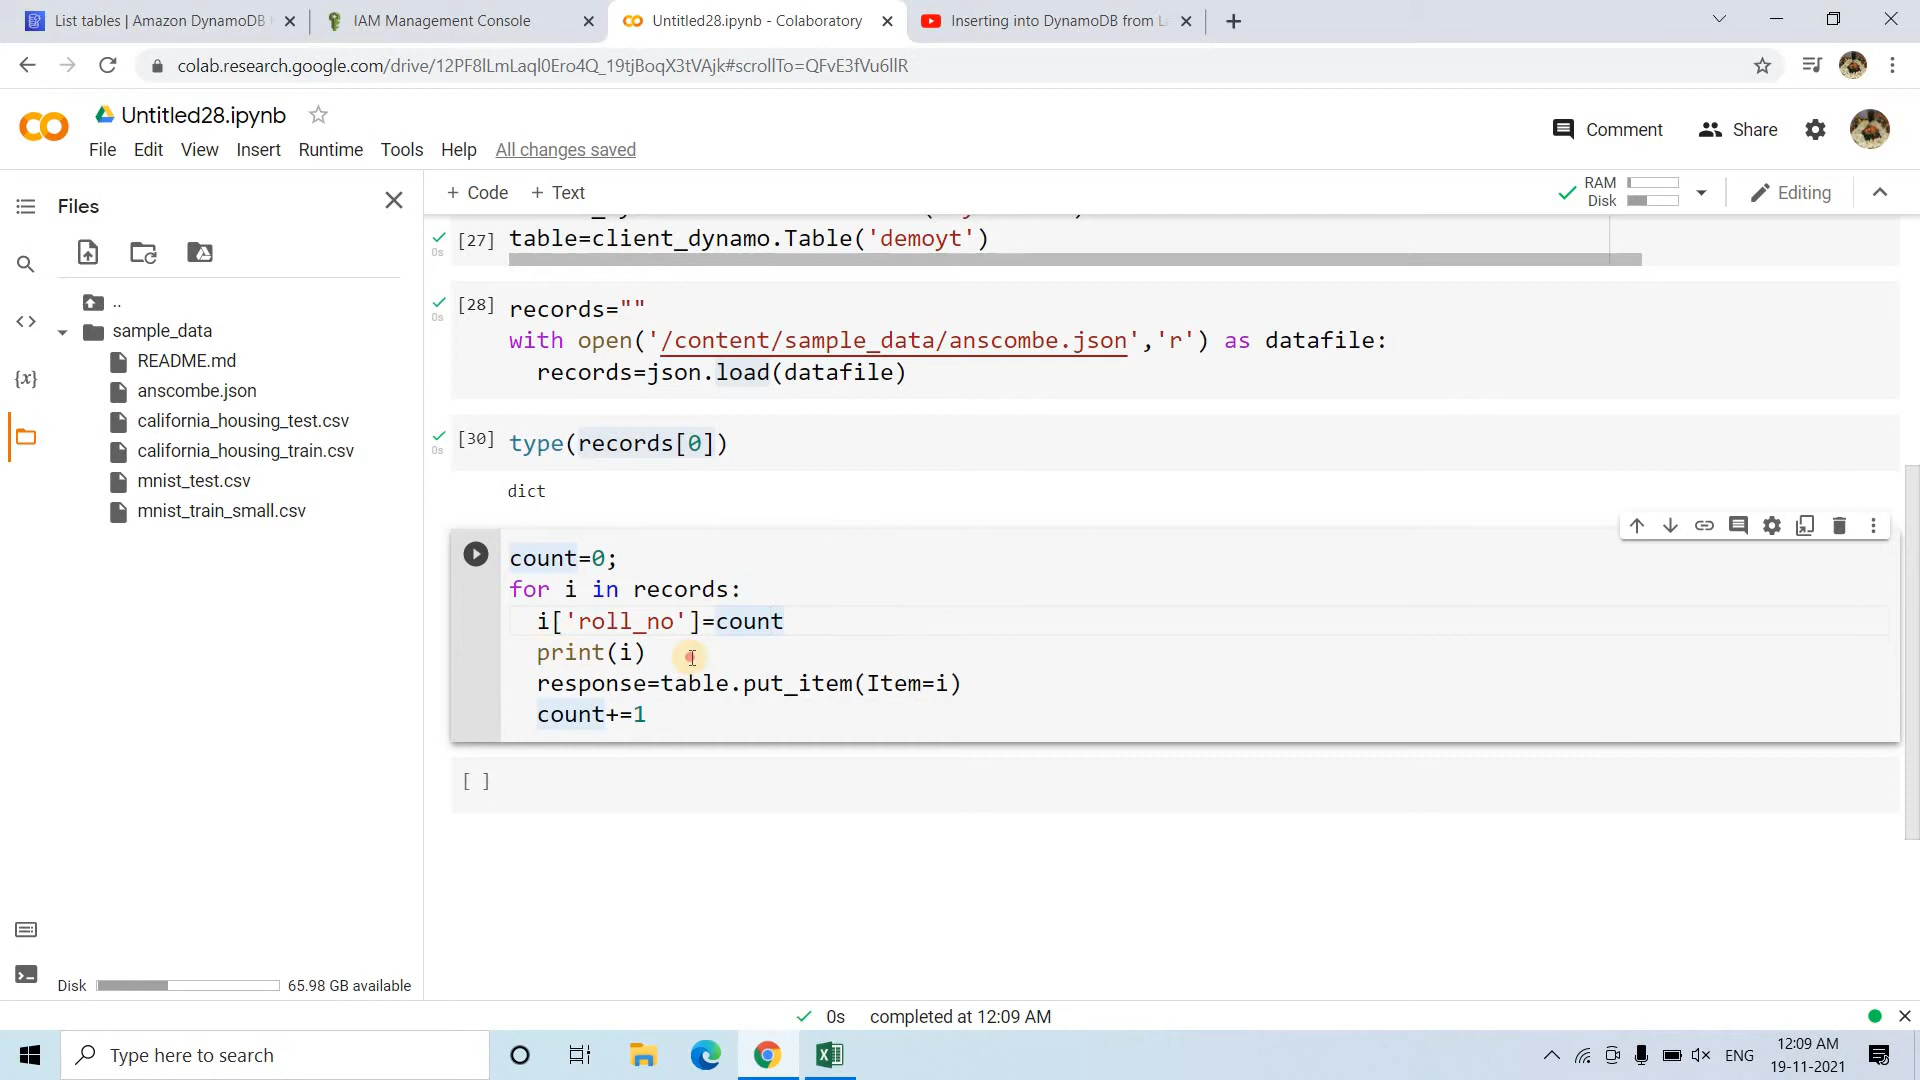 List tables | Amazon DynamoDB
IAM Management Console
Untitled28.ipynb - Colaboratory
Inserting into DynamoDB from L
colab.research.google.com/drive/12PF8lLmLaql0Ero4Q_19tjBoqX3tVAjk#scrollTo=QFvE3fVu6llR
Untitled28.ipynb
File Edit View Insert Runtime Tools Help All changes saved
Comment Share
Files
+ Code + Text
RAM
Disk
Editing
..
sample_data
README.md
anscombe.json
california_housing_test.csv
california_housing_train.csv
mnist_test.csv
mnist_train_small.csv
Disk 65.98 GB available
[27] table=client_dynamo.Table('demoyt')
0s
[28] records=""
0s
with open('/content/sample_data/anscombe.json','r') as datafile:
records=json.load(datafile)
[30] type(records[0])
0s
dict
count=0;
for i in records:
i['roll_no']=count
print(i)
response=table.put_item(Item=i)
count+=1
[ ]
0s completed at 12:09 AM
Type here to search
ENG
12:09 AM
19-11-2021